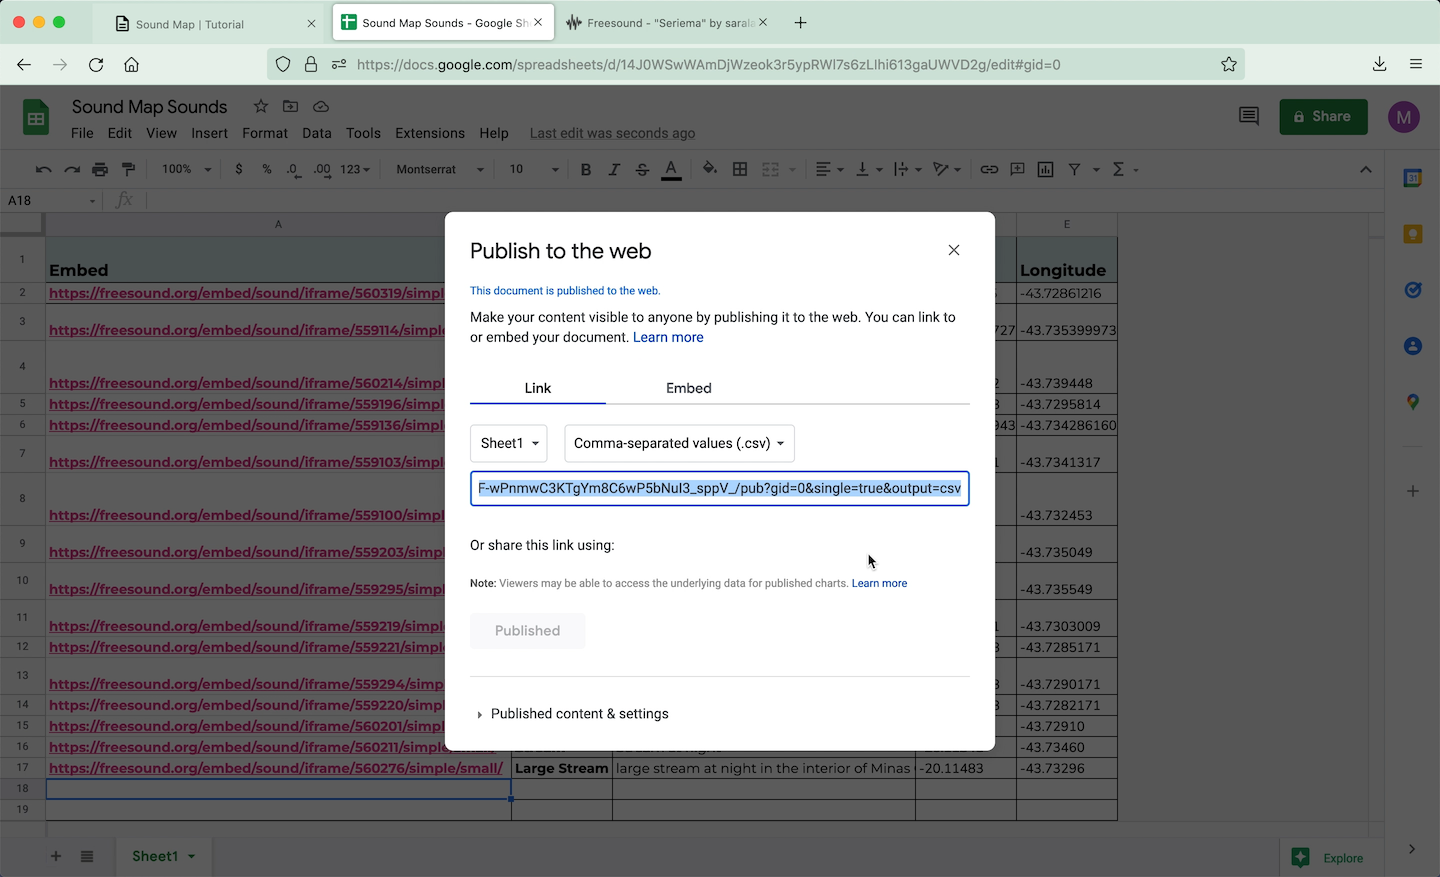 Sound Map | Tutorial
Sound Map Sounds - Google Sh
Freesound - "Seriema" by sarala
https://docs.google.com/spreadsheets/d/14J0WSwWAmDjWzeok3r5ypRWl7s6zLlhi613gaUWVD2g/edit#gid=0
Sound Map Sounds
File Edit View Insert Format Data Tools Extensions Help Last edit was seconds ago
Share
M
100% $ % .0 .00 123 Montserrat 10 B I S A
31
A18 fx
A E
1 Embed Longitude
2 https://freesound.org/embed/sound/iframe/560319/simpl -43.72861216
3 https://freesound.org/embed/sound/iframe/559114/simple 727 -43.735399973
4 https://freesound.org/embed/sound/iframe/560214/simpl 2 -43.739448
5 https://freesound.org/embed/sound/iframe/559196/simpl 3 -43.7295814
6 https://freesound.org/embed/sound/iframe/559136/simpl 943 -43.734286160
7 https://freesound.org/embed/sound/iframe/559103/simpl 1 -43.7341317
8 https://freesound.org/embed/sound/iframe/559100/simpl -43.732453
9 https://freesound.org/embed/sound/iframe/559203/simpl -43.735049
10 https://freesound.org/embed/sound/iframe/559295/simpl -43.735549
11 https://freesound.org/embed/sound/iframe/559219/simpl 1 -43.7303009
12 https://freesound.org/embed/sound/iframe/559221/simpl 3 -43.7285171
13 https://freesound.org/embed/sound/iframe/559294/simp 3 -43.7290171
14 https://freesound.org/embed/sound/iframe/559220/simp 3 -43.7282171
15 https://freesound.org/embed/sound/iframe/560201/simpl -43.72910
16 https://freesound.org/embed/sound/iframe/560211/simple -43.73460
17 https://freesound.org/embed/sound/iframe/560276/simple/small/ Large Stream large stream at night in the interior of Minas -20.11483 -43.73296
18
19
Publish to the web
This document is published to the web.
Make your content visible to anyone by publishing it to the web. You can link to
or embed your document. Learn more
Link Embed
Sheet1 Comma-separated values (.csv)
F-wPnmwC3KTgYm8C6wP5bNul3_sppV_/pub?gid=0&single=true&output=csv
Or share this link using:
Note: Viewers may be able to access the underlying data for published charts. Learn more
Published
Published content & settings
Sheet1
Explore